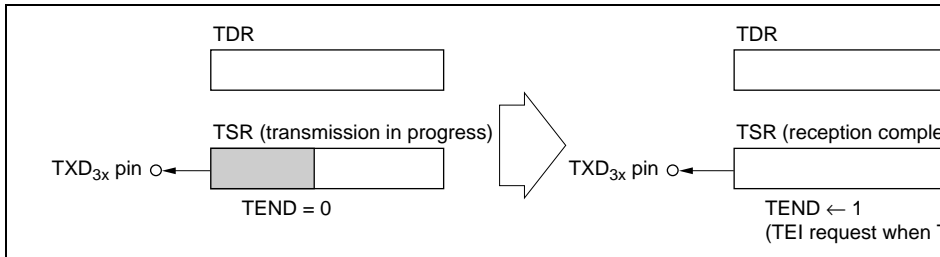 TDR
TSR (transmission in progress)
TXD3x pin
TEND = 0
TDR
TSR (reception comple
TXD3x pin
TEND ← 1
(TEI request when